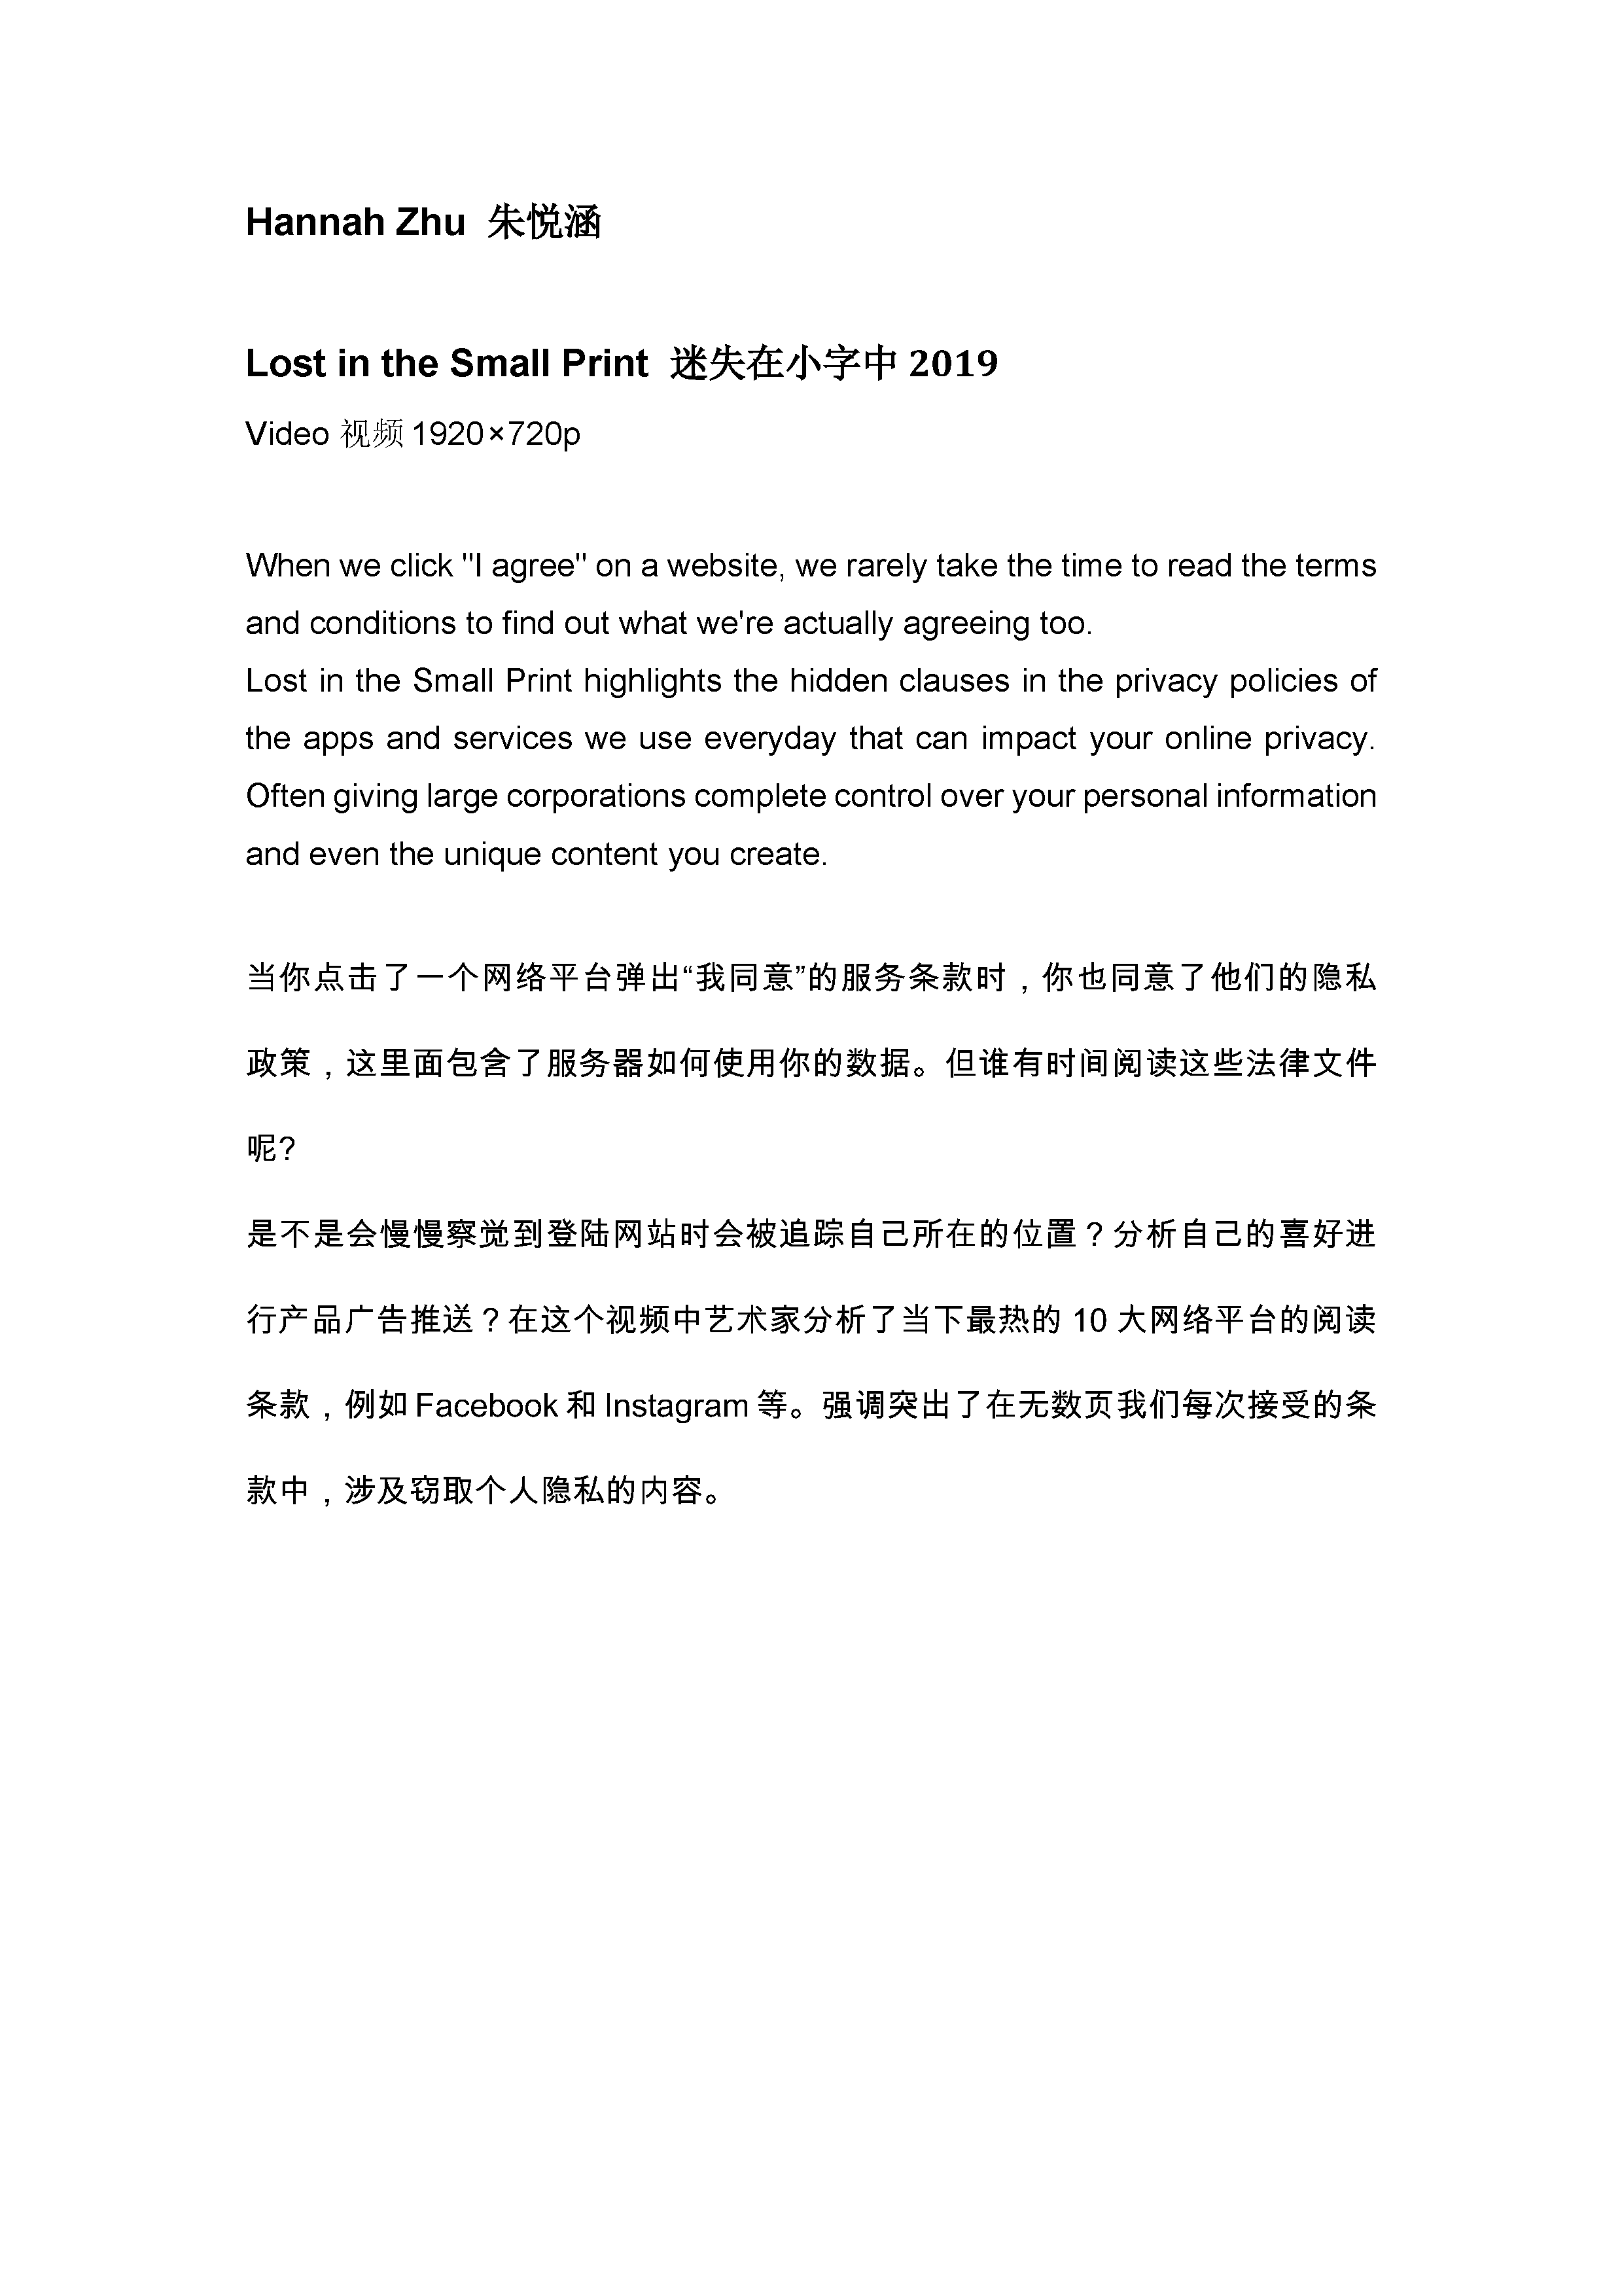 Hannah Zhu 朱悦涵
Lost in the Small Print 迷失在小字中 2019
Video 视频 1920×720p
When we click "I agree" on a website, we rarely take the time to read the terms
and conditions to find out what we're actually agreeing too.
Lost in the Small Print highlights the hidden clauses in the privacy policies of
the apps and services we use everyday that can impact your online privacy.
Often giving large corporations complete control over your personal information
and even the unique content you create.
当你点击了一个网络平台弹出“我同意”的服务条款时，你也同意了他们的隐私
政策，这里面包含了服务器如何使用你的数据。但谁有时间阅读这些法律文件
呢?
是不是会慢慢察觉到登陆网站时会被追踪自己所在的位置？分析自己的喜好进
行产品广告推送？在这个视频中艺术家分析了当下最热的 10 大网络平台的阅读
条款，例如 Facebook 和 Instagram 等。强调突出了在无数页我们每次接受的条
款中，涉及窃取个人隐私的内容。